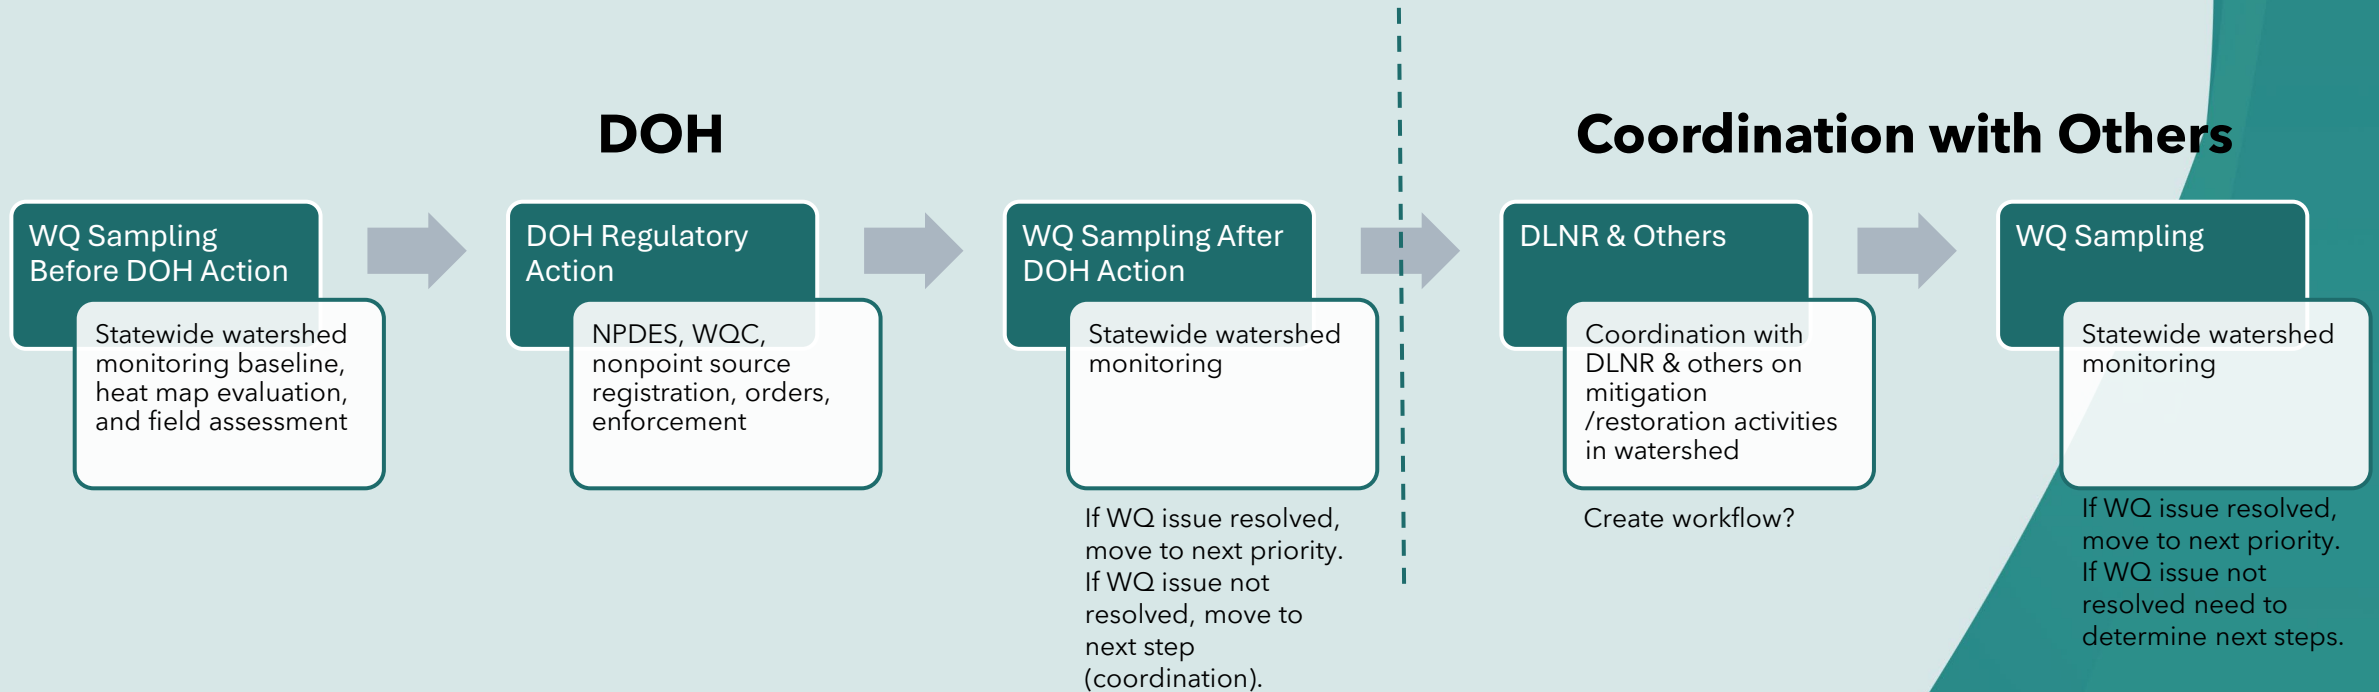 DOH
Coordination with Others
WQ Sampling
Before DOH Action
Statewide watershed
monitoring baseline,
heat map evaluation,
and field assessment
DOH Regulatory
Action
NPDES, WQC,
nonpoint source
registration, orders,
enforcement
WQ Sampling After
DOH Action
Statewide watershed
monitoring
If WQ issue resolved,
move to next priority.
If WQ issue not
resolved, move to
next step
(coordination).
DLNR & Others
Coordination with
DLNR & others on
mitigation
/restoration activities
in watershed
Create workflow?
WQ Sampling
Statewide watershed
monitoring
If WQ issue resolved,
move to next priority.
If WQ issue not
resolved need to
determine next steps.